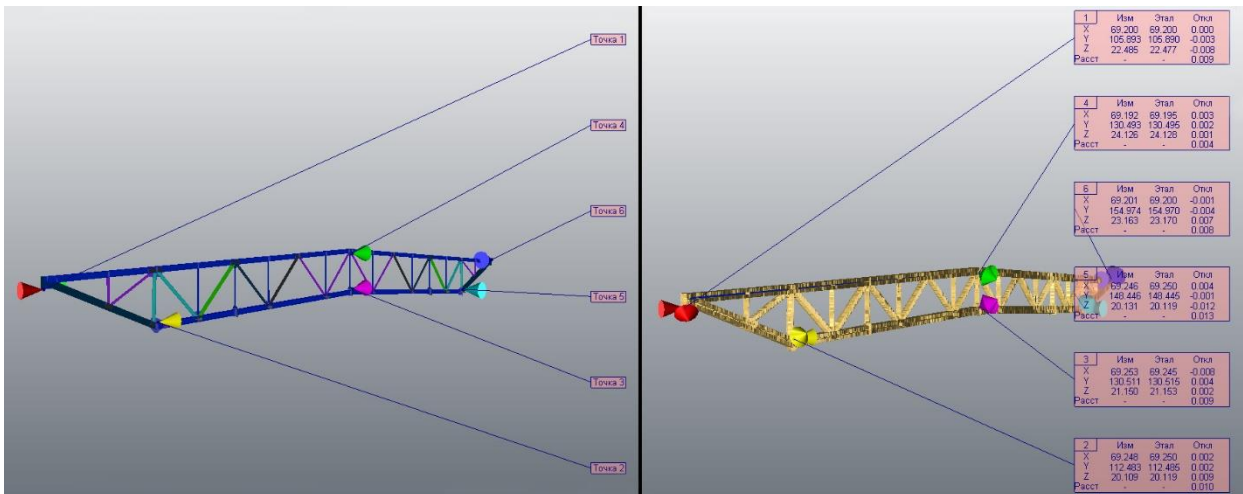 Точка 1
Точка 4
Точка 6
Точка 5
Точка 3
Точка 2
1 Изм Этал Откл
X 69.200 69.200 0.000
Y 105.893 105.890 -0.003
Z 22.485 22.477 -0.008
Расст - - 0.009
4 Изм Этал Откл
X 69.192 69.195 0.003
Y 130.493 130.495 0.002
Z 24.126 24.128 0.001
Расст - - 0.004
6 Изм Этал Откл
X 69.201 69.200 -0.001
Y 154.974 154.970 -0.004
Z 23.163 23.170 0.007
Расст - - 0.008
5 Изм Этал Откл
X 69.246 69.250 0.004
Y 148.446 148.445 -0.001
Z 20.131 20.119 -0.012
Расст - - 0.013
3 Изм Этал Откл
X 69.253 69.245 -0.008
Y 130.511 130.515 0.004
Z 21.150 21.153 0.002
Расст - - 0.009
2 Изм Этал Откл
X 69.248 69.250 0.002
Y 112.483 112.485 0.002
Z 20.109 20.119 0.009
Расст - - 0.010